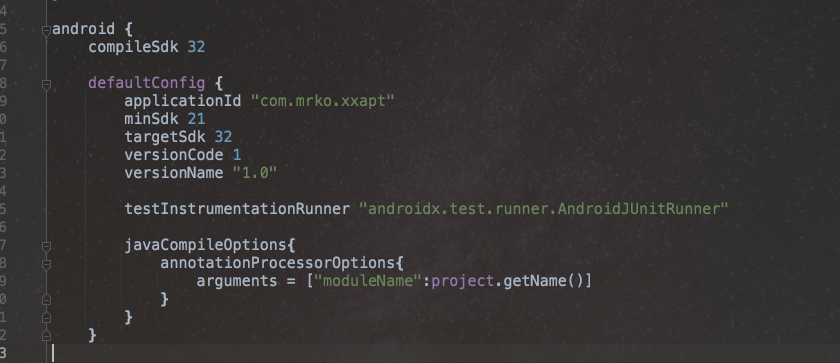 4
5 android {
6 compileSdk 32
7
8 defaultConfig {
9 applicationId "com.mrko.xxapt"
0 minSdk 21
1 targetSdk 32
2 versionCode 1
3 versionName "1.0"
4
5 testInstrumentationRunner "androidx.test.runner.AndroidJUnitRunner"
6
7 javaCompileOptions{
8 annotationProcessorOptions{
9 arguments = ["moduleName":project.getName()]
0 }
1 }
2 }
3